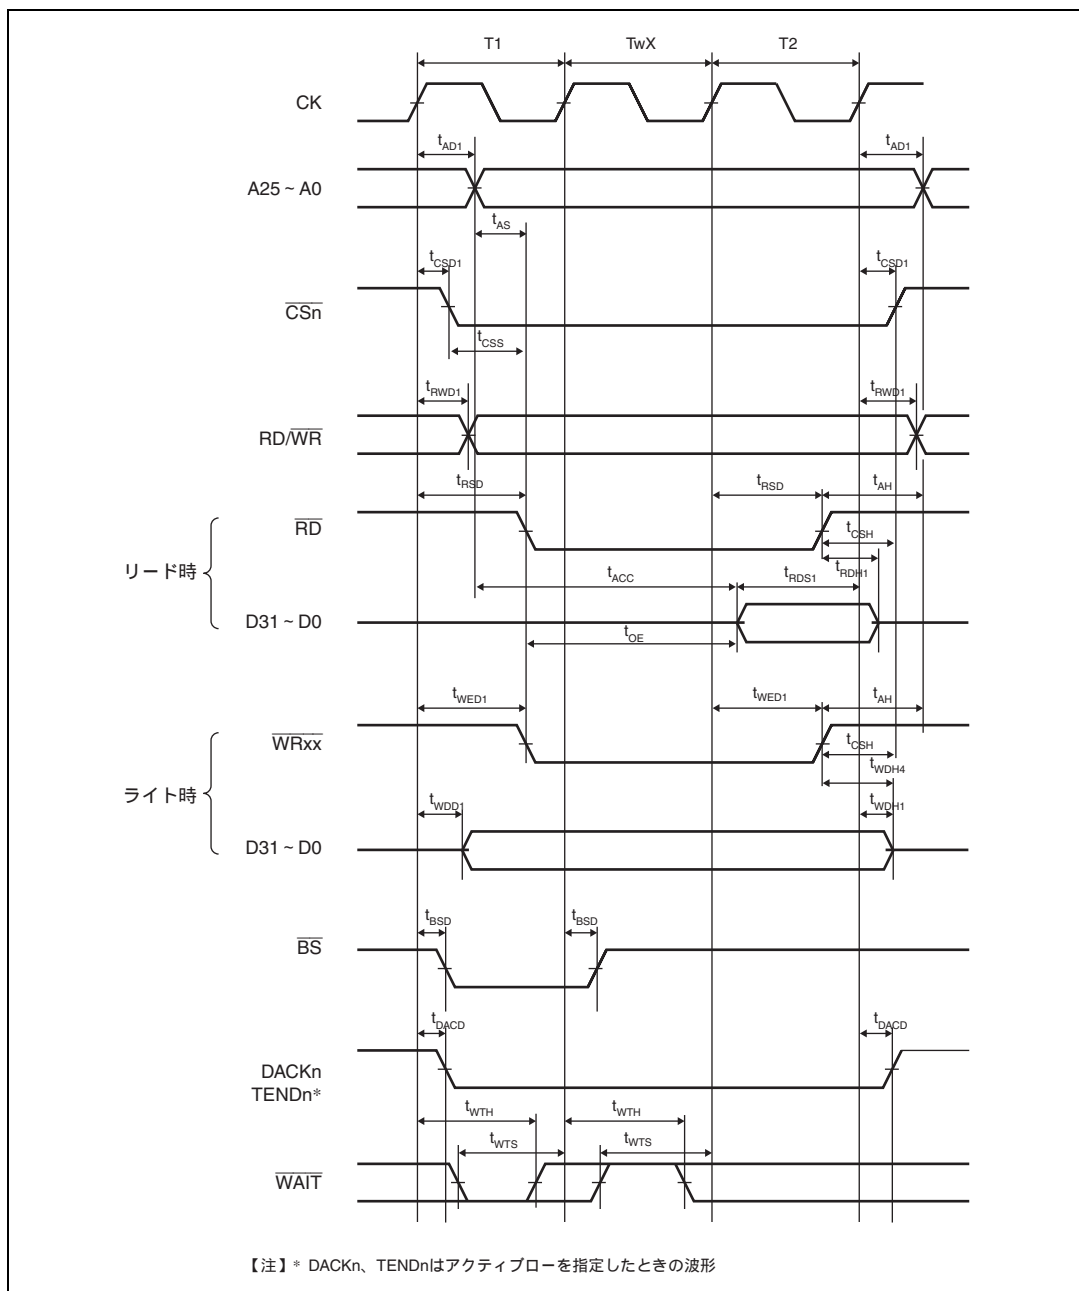 T1 TwX T2
CK
tAD1 tAD1
A25 ~ A0
tAS
tCSD1 tCSD1
CSn
tCSS
tRWD1 tRWD1
RD/WR
tRSD tRSD tAH
RD
tCSH
リード時
tACC tRDS1 tRDH1
D31 ~ D0
tOE
tWED1 tWED1 tAH
WRxx
tCSH
tWDH4
ライト時
tWDD1 tWDH1
D31 ~ D0
tBSD tBSD
BS
tDACD tDACD
DACKn
TENDn*
tWTH tWTH
tWTS tWTS
WAIT
【注】* DACKn、TENDnはアクティブローを指定したときの波形